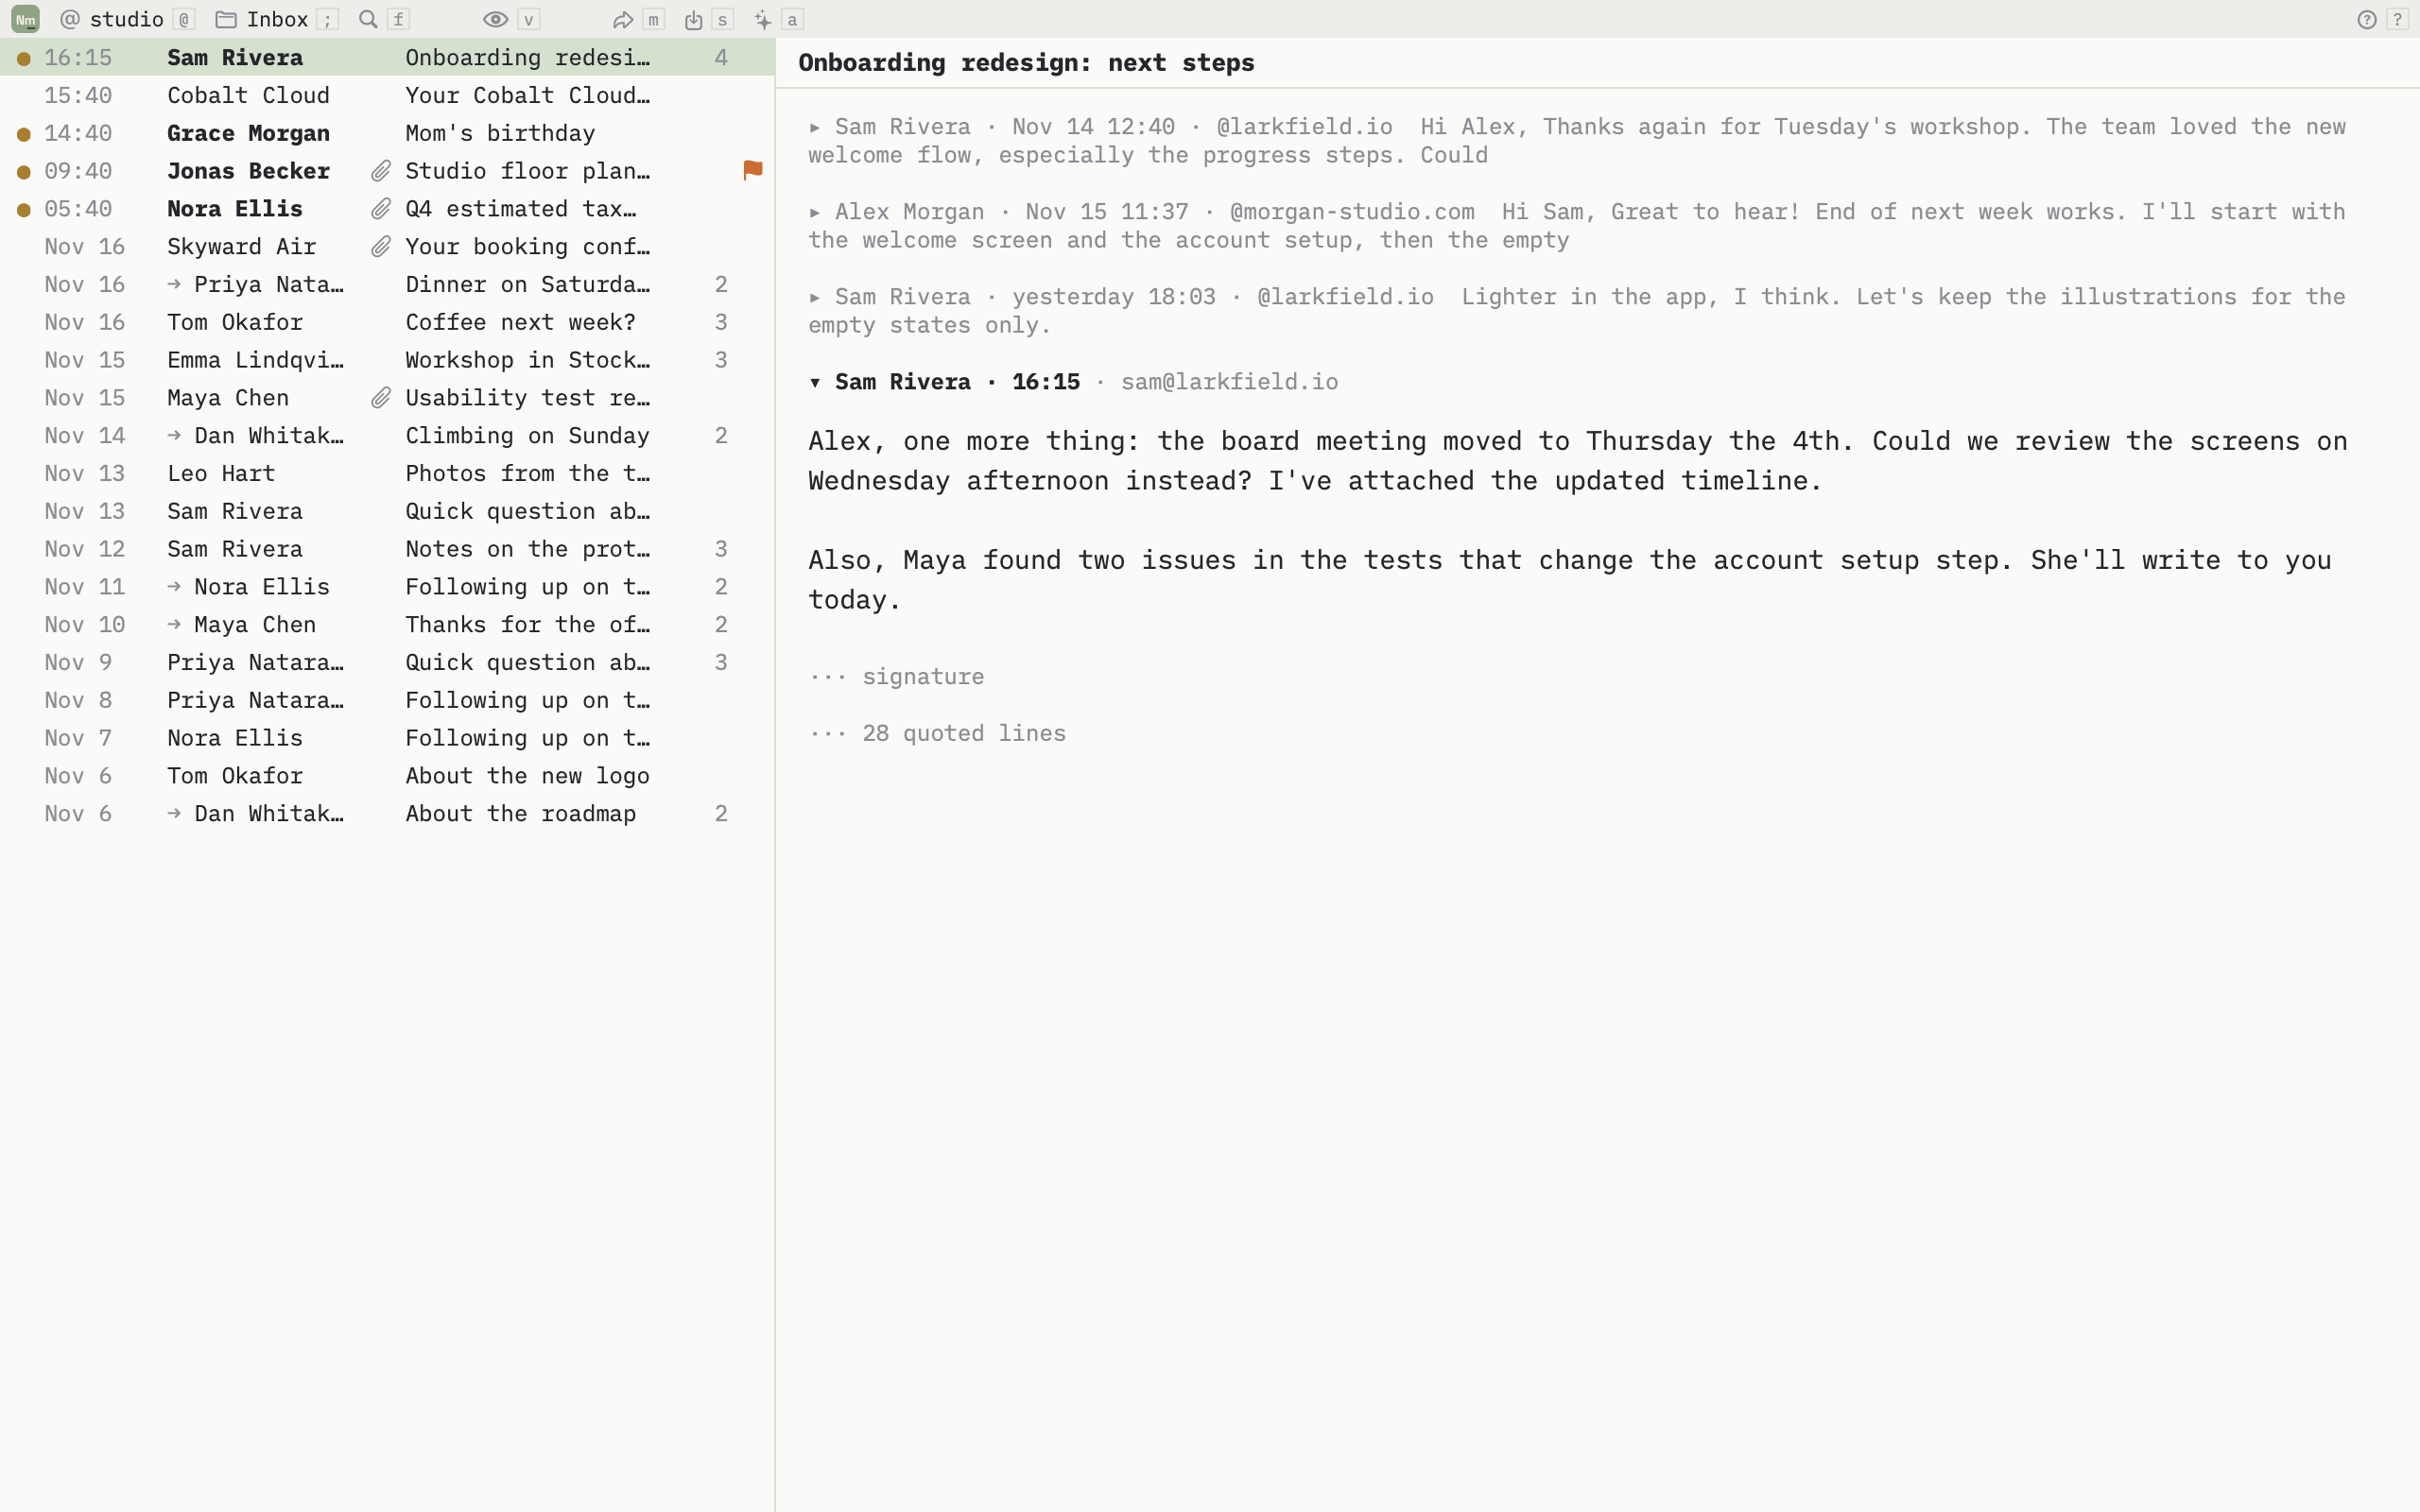 Nm @ studio @ Inbox ; f v m s a ? ?
16:15 Sam Rivera Onboarding redesi… 4
15:40 Cobalt Cloud Your Cobalt Cloud…
14:40 Grace Morgan Mom's birthday
09:40 Jonas Becker Studio floor plan…
05:40 Nora Ellis Q4 estimated tax…
Nov 16 Skyward Air Your booking conf…
Nov 16 → Priya Nata… Dinner on Saturda… 2
Nov 16 Tom Okafor Coffee next week? 3
Nov 15 Emma Lindqvi… Workshop in Stock… 3
Nov 15 Maya Chen Usability test re…
Nov 14 → Dan Whitak… Climbing on Sunday 2
Nov 13 Leo Hart Photos from the t…
Nov 13 Sam Rivera Quick question ab…
Nov 12 Sam Rivera Notes on the prot… 3
Nov 11 → Nora Ellis Following up on t… 2
Nov 10 → Maya Chen Thanks for the of… 2
Nov 9 Priya Natara… Quick question ab… 3
Nov 8 Priya Natara… Following up on t…
Nov 7 Nora Ellis Following up on t…
Nov 6 Tom Okafor About the new logo
Nov 6 → Dan Whitak… About the roadmap 2
Onboarding redesign: next steps
▸ Sam Rivera · Nov 14 12:40 · @larkfield.io Hi Alex, Thanks again for Tuesday's workshop. The team loved the new
welcome flow, especially the progress steps. Could
▸ Alex Morgan · Nov 15 11:37 · @morgan-studio.com Hi Sam, Great to hear! End of next week works. I'll start with
the welcome screen and the account setup, then the empty
▸ Sam Rivera · yesterday 18:03 · @larkfield.io Lighter in the app, I think. Let's keep the illustrations for the
empty states only.
▾ Sam Rivera · 16:15 · sam@larkfield.io
Alex, one more thing: the board meeting moved to Thursday the 4th. Could we review the screens on
Wednesday afternoon instead? I've attached the updated timeline.
Also, Maya found two issues in the tests that change the account setup step. She'll write to you
today.
··· signature
··· 28 quoted lines